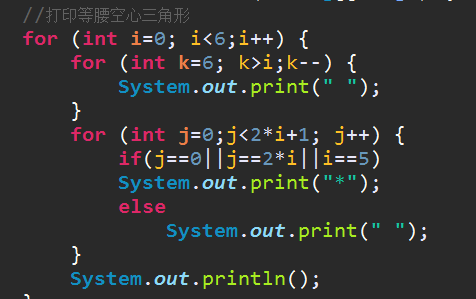 //打印等腰空心三角形
for (int i=0; i<6;i++) {
for (int k=6; k>i;k--) {
System.out.print(" ");
}
for (int j=0;j<2*i+1; j++) {
if(j==0||j==2*i||i==5)
System.out.print("*");
else
System.out.print(" ");
}
System.out.println();
}